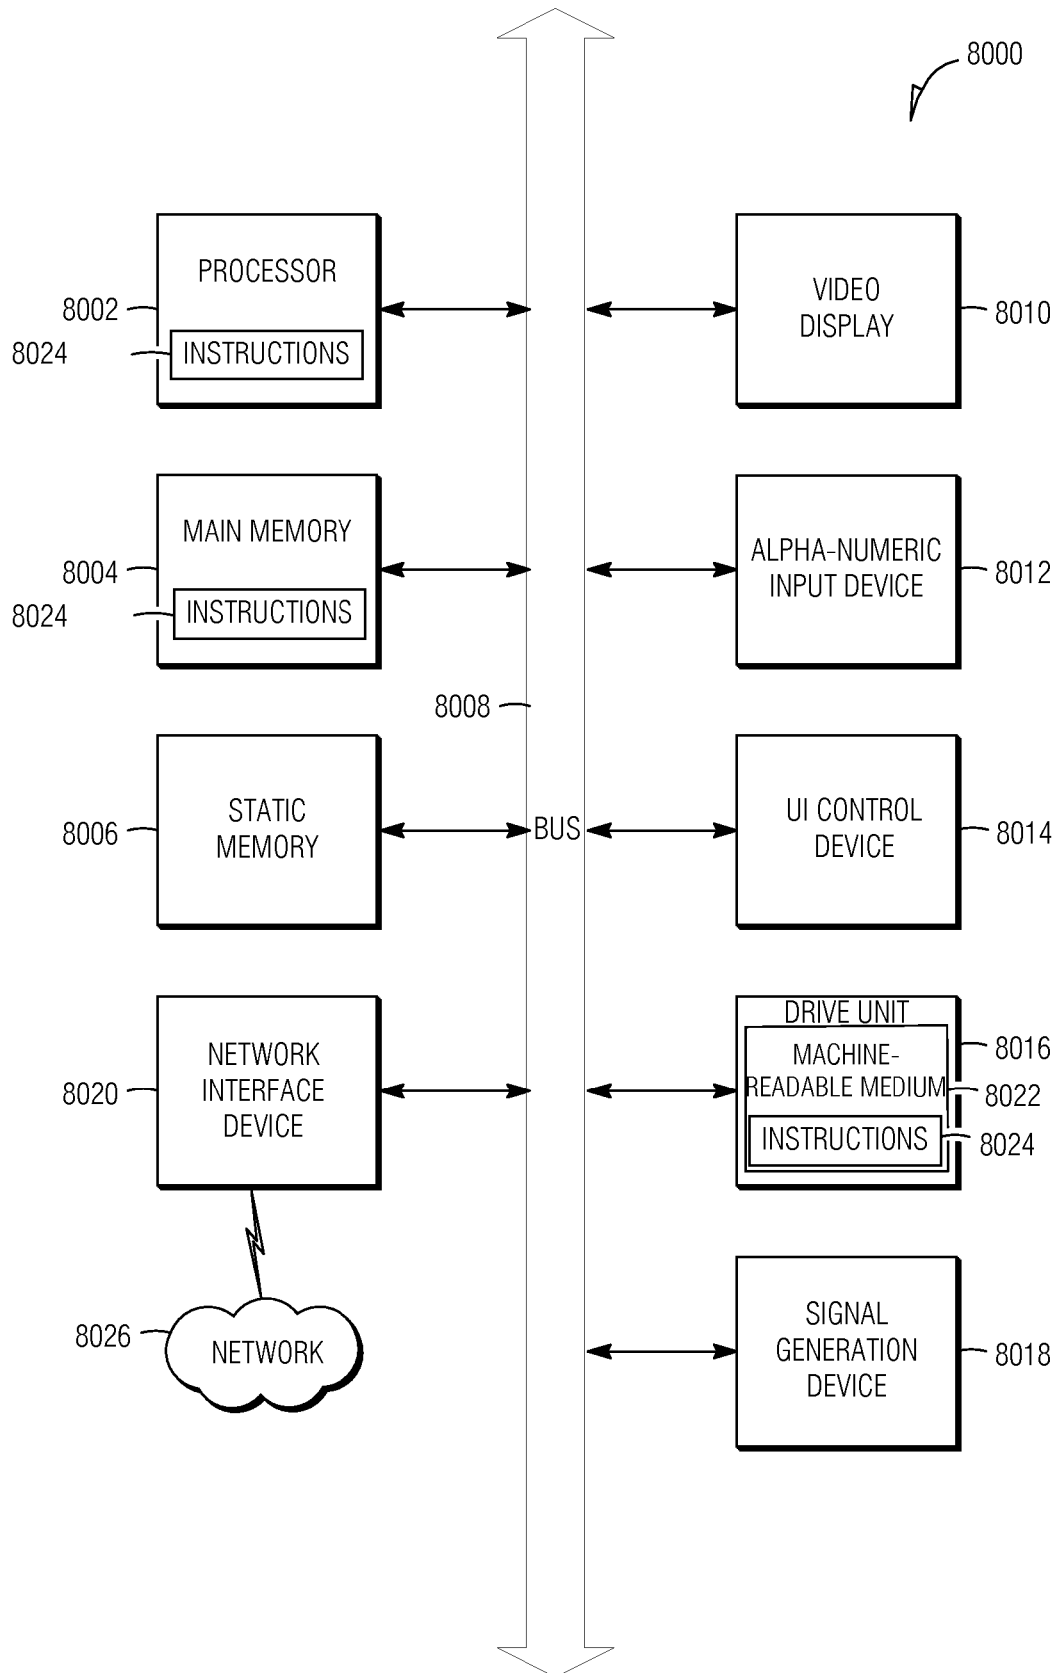 8000
PROCESSOR
8002
8024
INSTRUCTIONS
VIDEO
DISPLAY
8010
MAIN MEMORY
8004
8024
INSTRUCTIONS
ALPHA-NUMERIC
INPUT DEVICE
8012
8008
STATIC
MEMORY
8006
BUS
UI CONTROL
DEVICE
8014
NETWORK
INTERFACE
DEVICE
8020
DRIVE UNIT
8016
MACHINE-
READABLE MEDIUM
8022
INSTRUCTIONS
8024
8026
NETWORK
SIGNAL
GENERATION
DEVICE
8018